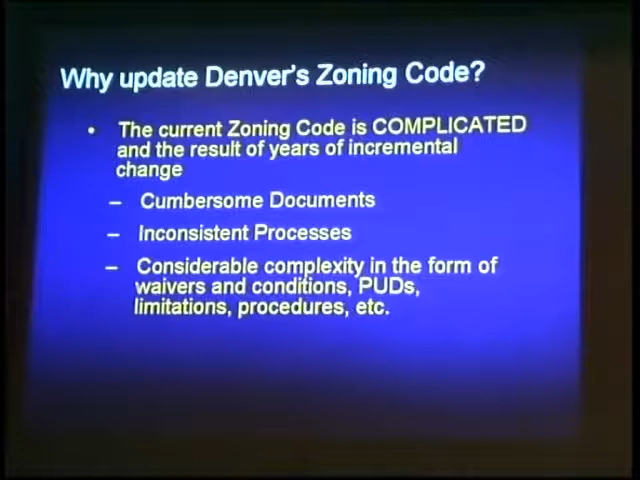 Why update Denver's Zoning Code?
• The current Zoning Code is COMPLICATED
and the result of years of incremental
change
– Cumbersome Documents
– Inconsistent Processes
– Considerable complexity in the form of
waivers and conditions, PUDs,
limitations, procedures, etc.